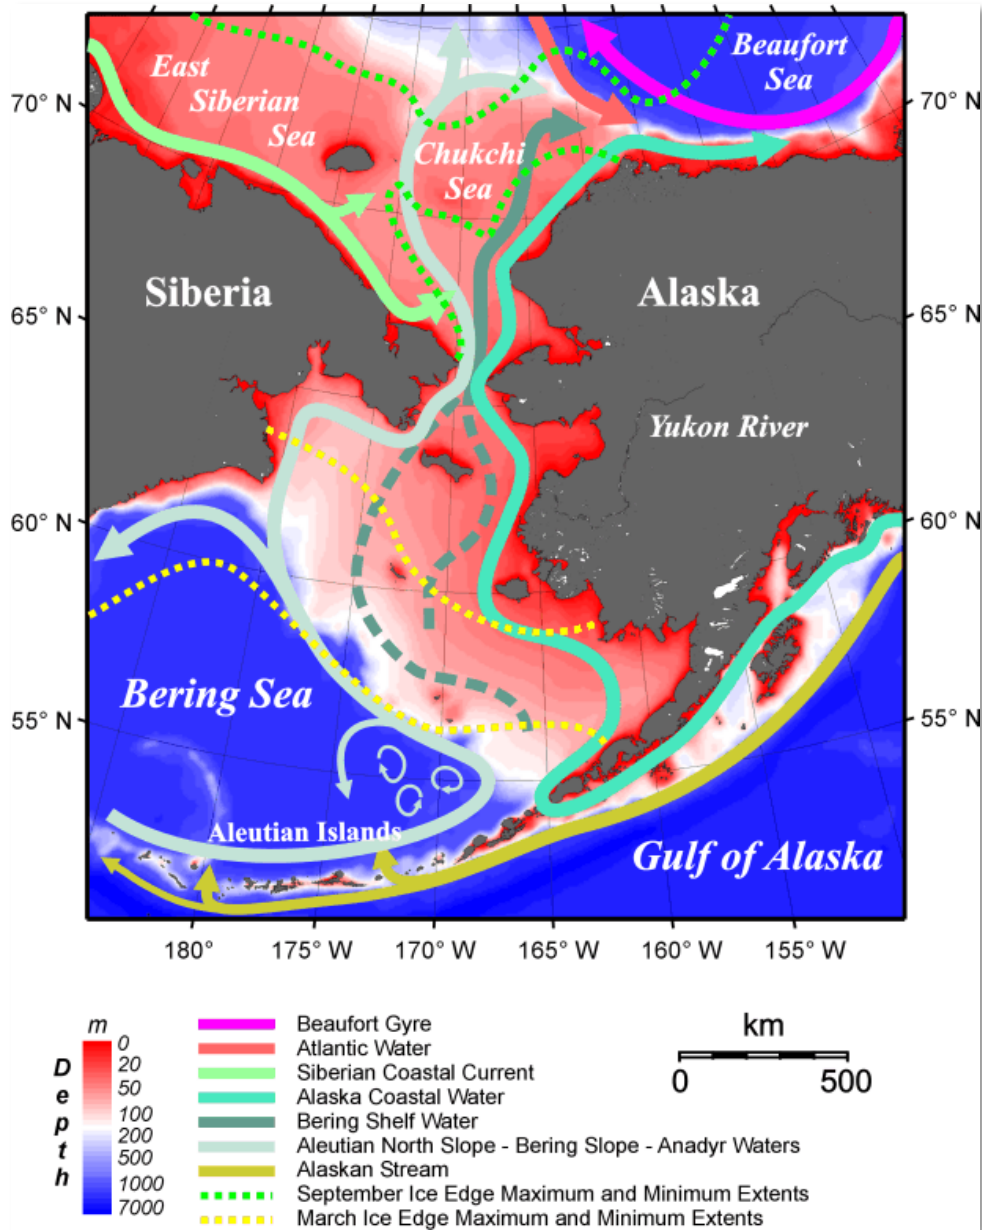 East
Siberian
Sea
Beaufort
Sea
70° N
70° N
Chukchi
Sea
Siberia
Alaska
65° N
65° N
Yukon River
60° N
60° N
Bering Sea
55° N
55° N
Aleutian Islands
Gulf of Alaska
180°
175° W
170° W
165° W
160° W
155° W
m
Depth
0
20
50
100
200
500
1000
7000
Beaufort Gyre
Atlantic Water
Siberian Coastal Current
Alaska Coastal Water
Bering Shelf Water
Aleutian North Slope - Bering Slope - Anadyr Waters
Alaskan Stream
September Ice Edge Maximum and Minimum Extents
March Ice Edge Maximum and Minimum Extents
km
0 500